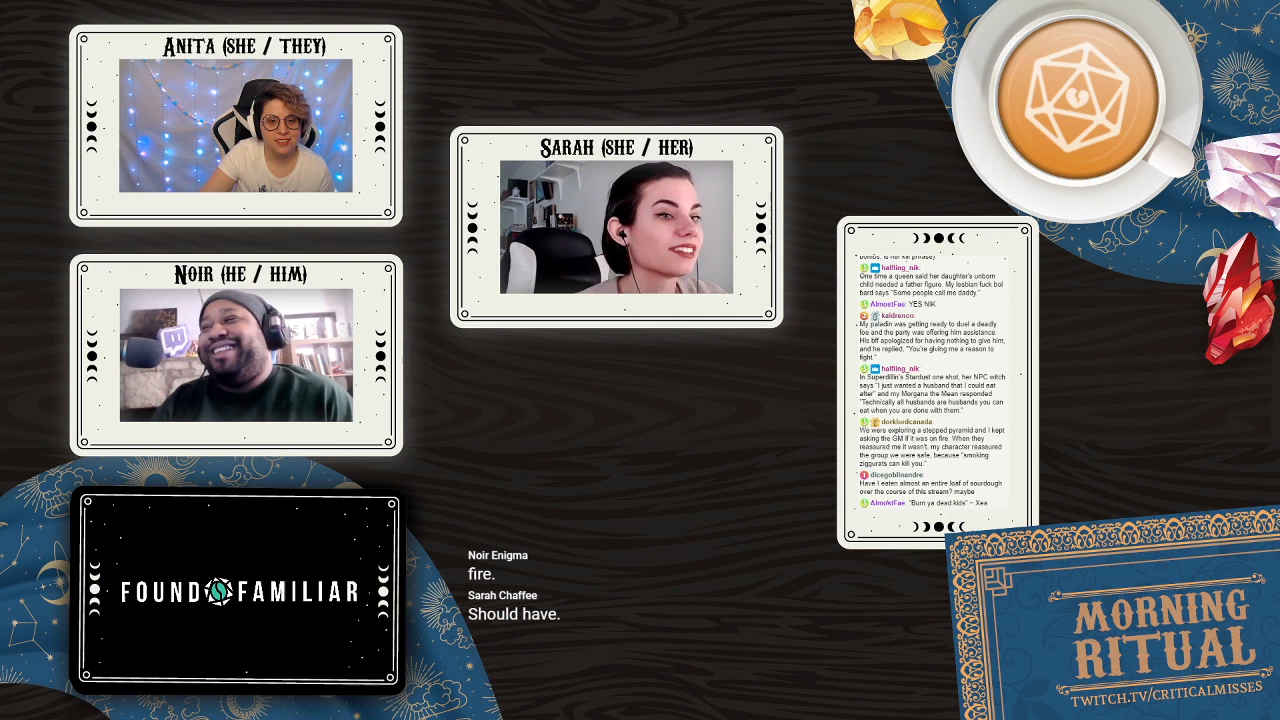 ANITA (SHE / THEY)
SARAH (SHE / HER)
NOIR (HE / HIM)
FOUND FAMILIAR
Noir Enigma
fire.
Sarah Chaffee
Should have.
halfling_nik:
One time a queen said her daughter's unborn
child needed a father figure. My lesbian fuck boi
bard says "Some people call me daddy."
AlmostFae: YES NIK
kaldrenon:
My paladin was getting ready to duel a deadly
foe and the party was offering him assistance.
His bff apologized for having nothing to give him,
and he replied, "You're giving me a reason to
fight."
halfling_nik:
In Superdillin's Stardust one shot, her NPC witch
says "I just wanted a husband that I could eat
after" and my Morgana the Mean responded
"Technically all husbands are husbands you can
eat when you are done with them."
dorklordcanada:
We were exploring a stepped pyramid and I kept
asking the GM if it was on fire. When they
reassured me it wasn't, my character reassured
the group we were safe, because "smoking
ziggurats can kill you."
dicegoblinandre:
Have I eaten almost an entire loaf of sourdough
over the course of this stream? maybe
AlmostFae: "Burn ya dead kids" ~ Xea
MORNING
RITUAL
TWITCH.TV/CRITICALMISSES